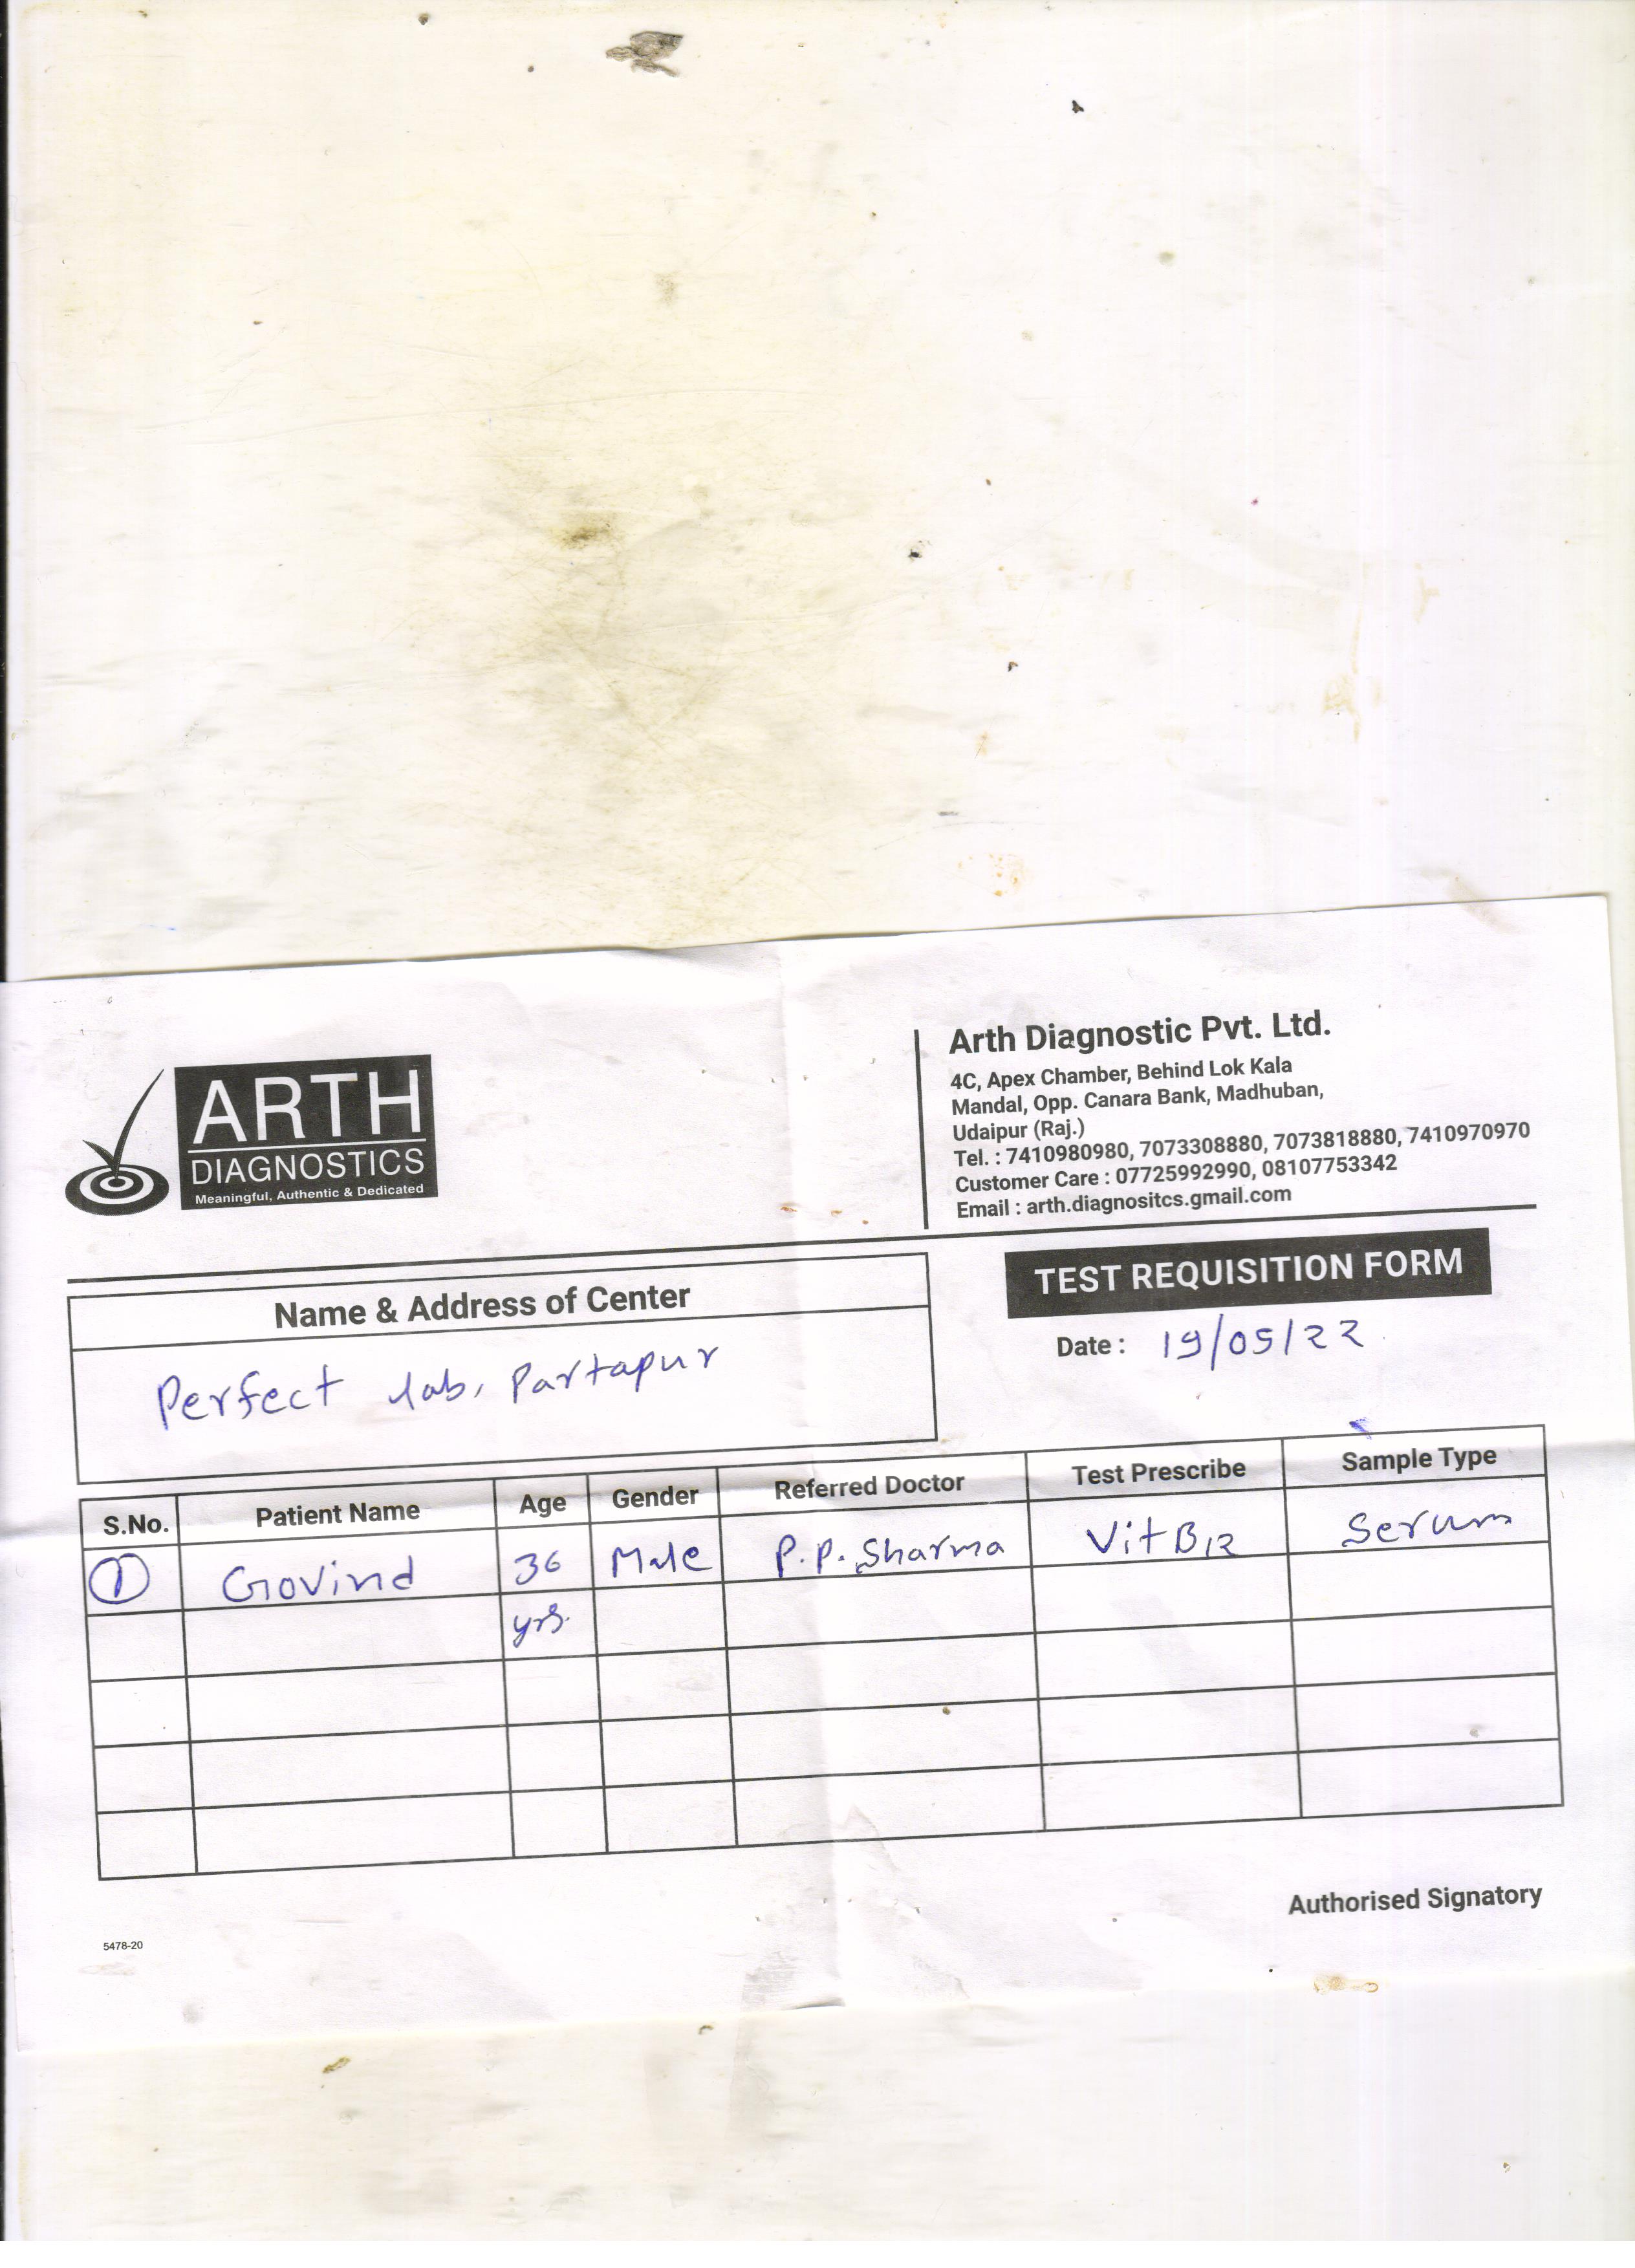 ARTH
DIAGNOSTICS
Meaningful, Authentic & Dedicated
Arth Diagnostic Pvt. Ltd.
4C, Apex Chamber, Behind Lok Kala
Mandal, Opp. Canara Bank, Madhuban,
Udaipur (Raj.)
Tel. : 7410980980, 7073308880, 7073818880, 7410970970
Customer Care : 07725992990, 08107753342
Email : arth.diagnositcs.gmail.com
Name & Address of Center
Perfect lab, Partapur
TEST REQUISITION FORM
Date : 19/05/22
S.No. Patient Name Age Gender Referred Doctor Test Prescribe Sample Type
1 Govind 36 Male P.P. Sharma Vit B12 Serum
yrs.
Authorised Signatory
5478-20